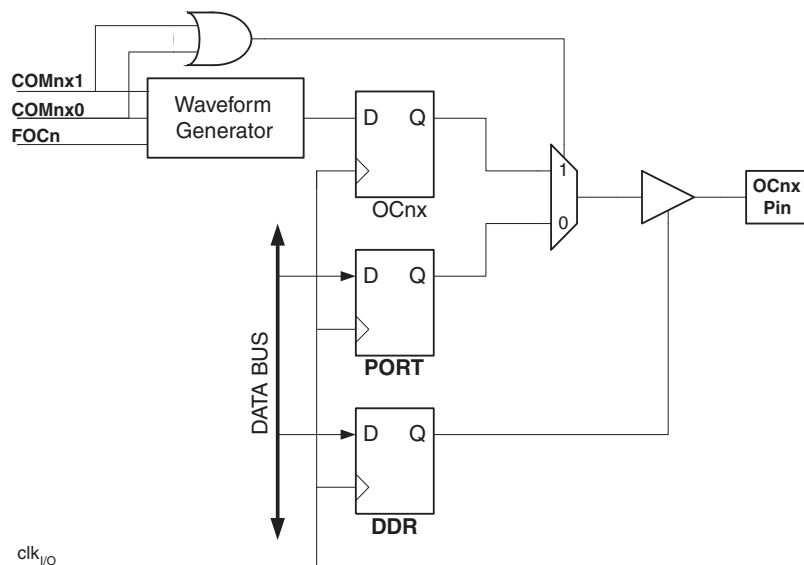 COMnx1
COMnx0
FOCn
Waveform
Generator
D Q
OCnx
1
0
OCnx
Pin
D Q
PORT
DATA BUS
D Q
DDR
clkI/O